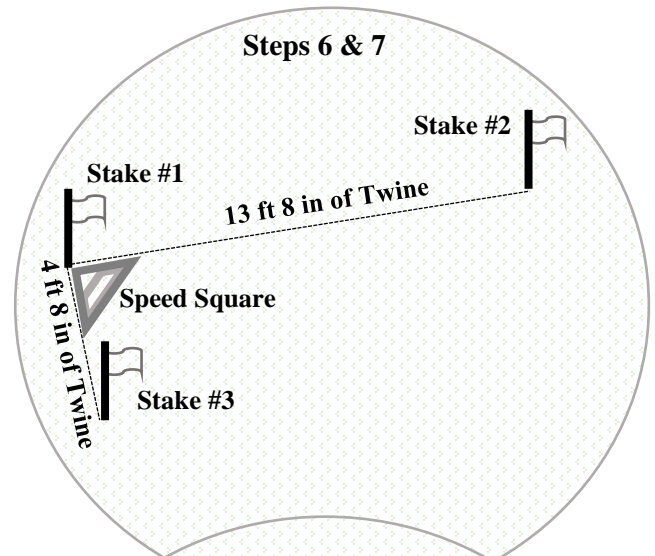 Steps 6 & 7
Stake #2
Stake #1
13 ft 8 in of Twine
4 ft 8 in of Twine
Speed Square
Stake #3